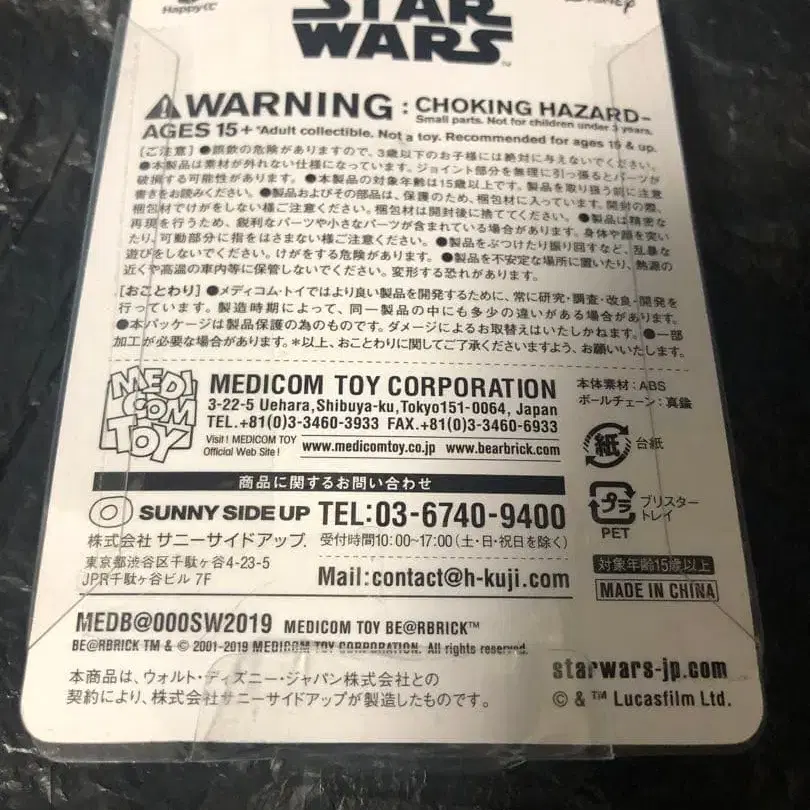 Happyくじ
STAR
WARS™
Disney
WARNING : CHOKING HAZARD-
Small parts. Not for children under 3 years.
AGES 15+ *Adult collectible. Not a toy. Recommended for ages 15 & up.
[ご注意] ●誤飲の危険がありますので、3歳以下のお子様には絶対に与えないでください。
●本製品は素材が外れない仕様になっています。ジョイント部分を無理に引っ張るとパーツが
破損する可能性があります。●本製品の対象年齢は15歳以上です。製品を取り扱う前に注意
書きをお読みください。●製品およびその部品は、保護のため、梱包材に入っています。開封の際、
梱包材でけがをしない様ご注意ください。梱包材は開封後に捨ててください。●製品は精密な
再現を行うため、鋭利なパーツや小さなパーツが含まれている場合があります。身体や顔を突い
たり、可動部分に指をはさまない様ご注意ください。●製品をぶつけたり振り回すなど、乱暴な
遊びをしないでください。けがをする危険があります。●製品を不安定な場所に置いたり、熱源の
近くや高温の車内等に保管しないでください。変形する恐れがあります。
[おことわり] ●メディコム・トイではより良い製品を開発するために、常に研究・調査・改良・開発を
行っています。製造時期によって、同一製品の中にも多少の違いがある場合があります。
●本パッケージは製品保護の為のものです。ダメージによるお取替えはいたしかねます。●一部
加工が必要な場合があります。※以上、おことわりに関してご了承くださいますよう、お願いいたします。
MEDI
COM
TOY
MEDICOM TOY CORPORATION
3-22-5 Uehara,Shibuya-ku,Tokyo151-0064, Japan
TEL.+81(0)3-3460-3933 FAX.+81(0)3-3460-6933
Visit ! MEDICOM TOY
Official Web Site !
www.medicomtoy.co.jp www.bearbrick.com
本体素材：ABS
ボールチェーン：真鍮
紙 台紙
プラ
PET
ブリスター
トレイ
商品に関するお問い合わせ
SUNNY SIDE UP TEL:03-6740-9400
株式会社 サニーサイドアップ. 受付時間10:00~17:00(土・日・祝日を除く)
東京都渋谷区千駄ヶ谷4-23-5
JPR千駄ヶ谷ビル 7F
Mail:contact@h-kuji.com
対象年齢15歳以上
MADE IN CHINA
MEDB@000SW2019 MEDICOM TOY BE@RBRICK™
BE@RBRICK TM & © 2001-2019 MEDICOM TOY CORPORATION. All rights reserved.
本商品は、ウォルト・ディズニー・ジャパン株式会社との
契約により、株式会社サニーサイドアップが製造したものです。
starwars-jp.com
© & ™ Lucasfilm Ltd.